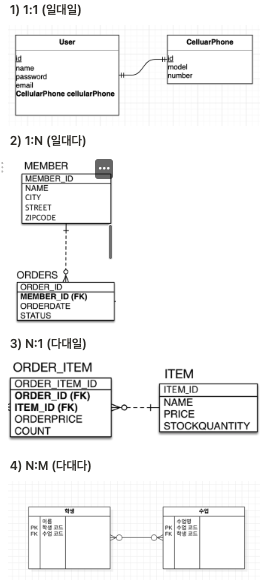 1) 1:1 (일대일)
User
id
name
password
email
CellularPhone cellularPhone
CelluarPhone
id
model
number
2) 1:N (일대다)
MEMBER
MEMBER_ID
NAME
CITY
STREET
ZIPCODE
ORDERS
ORDER_ID
MEMBER_ID (FK)
ORDERDATE
STATUS
3) N:1 (다대일)
ORDER_ITEM
ORDER_ITEM_ID
ORDER_ID (FK)
ITEM_ID (FK)
ORDERPRICE
COUNT
ITEM
ITEM_ID
NAME
PRICE
STOCKQUANTITY
4) N:M (다대다)
학생
이름
PK 학생 코드
FK 수업 코드
수업
수업명
PK 수업 코드
FK 학생 코드